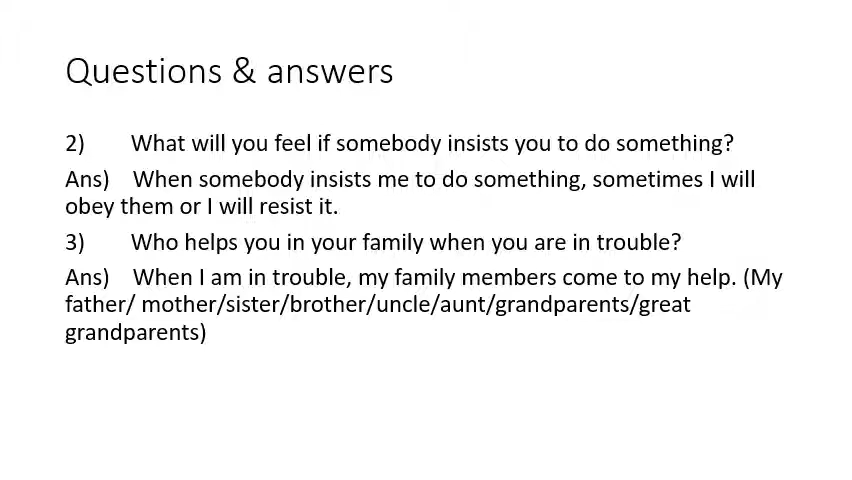 Questions & answers
2) What will you feel if somebody insists you to do something?
Ans) When somebody insists me to do something, sometimes I will
obey them or I will resist it.
3) Who helps you in your family when you are in trouble?
Ans) When I am in trouble, my family members come to my help. (My
father/ mother/sister/brother/uncle/aunt/grandparents/great
grandparents)